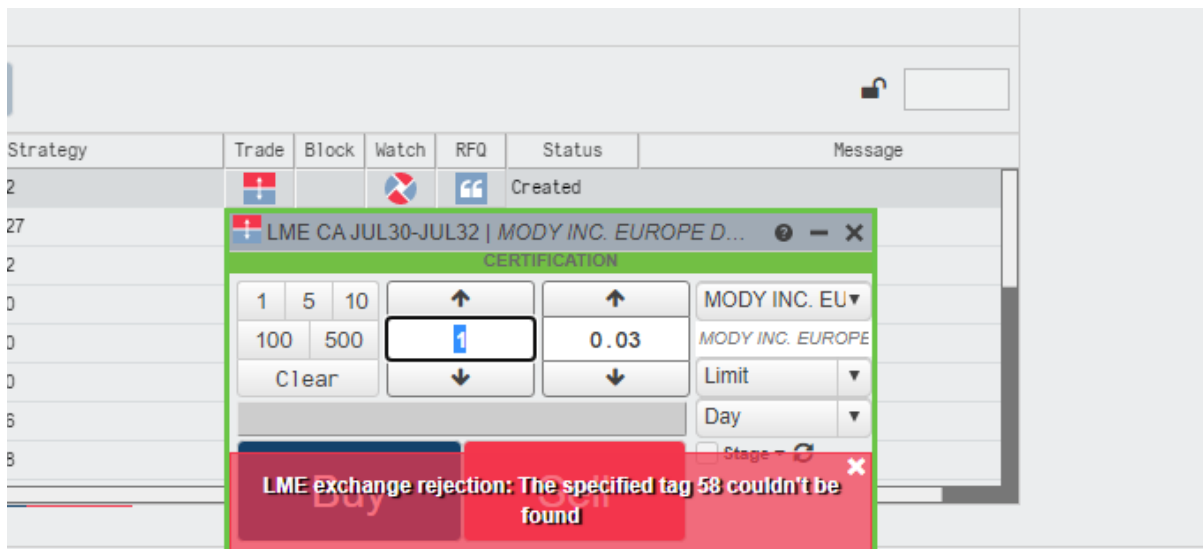 Strategy Trade Block Watch RFQ Status Message
2 Created
27
2
0
0
0
6
8
LME CA JUL30-JUL32 | MODY INC. EUROPE D...
CERTIFICATION
1 5 10
100 500
Clear
1
0.03
MODY INC. EU
MODY INC. EUROPE
Limit
Day
Stage
Buy Sell
LME exchange rejection: The specified tag 58 couldn't be
found